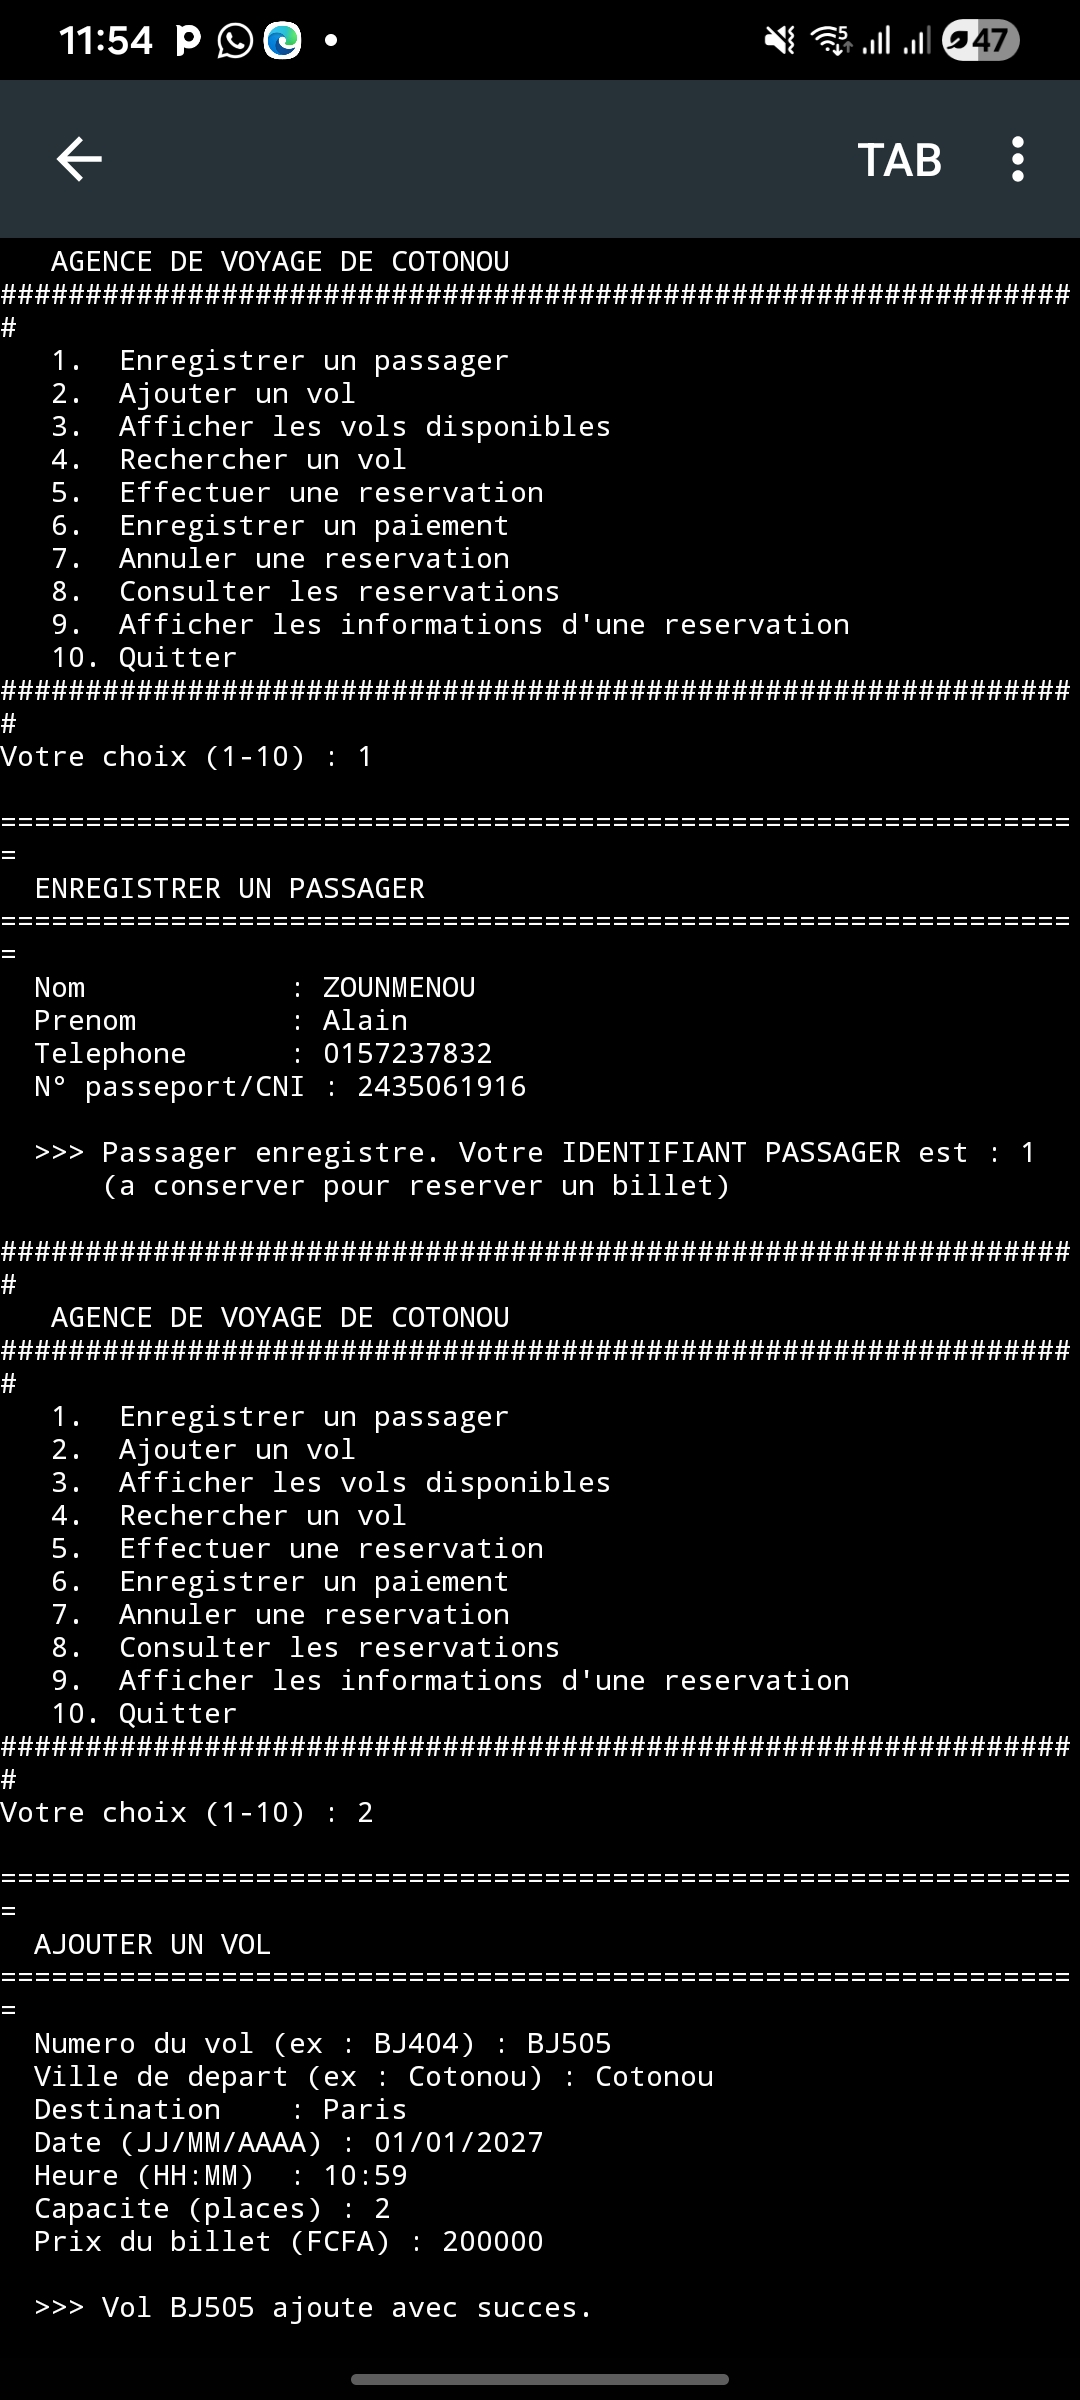 11:54
47
TAB
AGENCE DE VOYAGE DE COTONOU
###############################################################
#
1. Enregistrer un passager
2. Ajouter un vol
3. Afficher les vols disponibles
4. Rechercher un vol
5. Effectuer une reservation
6. Enregistrer un paiement
7. Annuler une reservation
8. Consulter les reservations
9. Afficher les informations d'une reservation
10. Quitter
###############################################################
#
Votre choix (1-10) : 1
===============================================================
=
ENREGISTRER UN PASSAGER
===============================================================
=
Nom : ZOUNMENOU
Prenom : Alain
Telephone : 0157237832
N° passeport/CNI : 2435061916
>>> Passager enregistre. Votre IDENTIFIANT PASSAGER est : 1
(a conserver pour reserver un billet)
###############################################################
#
AGENCE DE VOYAGE DE COTONOU
###############################################################
#
1. Enregistrer un passager
2. Ajouter un vol
3. Afficher les vols disponibles
4. Rechercher un vol
5. Effectuer une reservation
6. Enregistrer un paiement
7. Annuler une reservation
8. Consulter les reservations
9. Afficher les informations d'une reservation
10. Quitter
###############################################################
#
Votre choix (1-10) : 2
===============================================================
=
AJOUTER UN VOL
===============================================================
=
Numero du vol (ex : BJ404) : BJ505
Ville de depart (ex : Cotonou) : Cotonou
Destination : Paris
Date (JJ/MM/AAAA) : 01/01/2027
Heure (HH:MM) : 10:59
Capacite (places) : 2
Prix du billet (FCFA) : 200000
>>> Vol BJ505 ajoute avec succes.